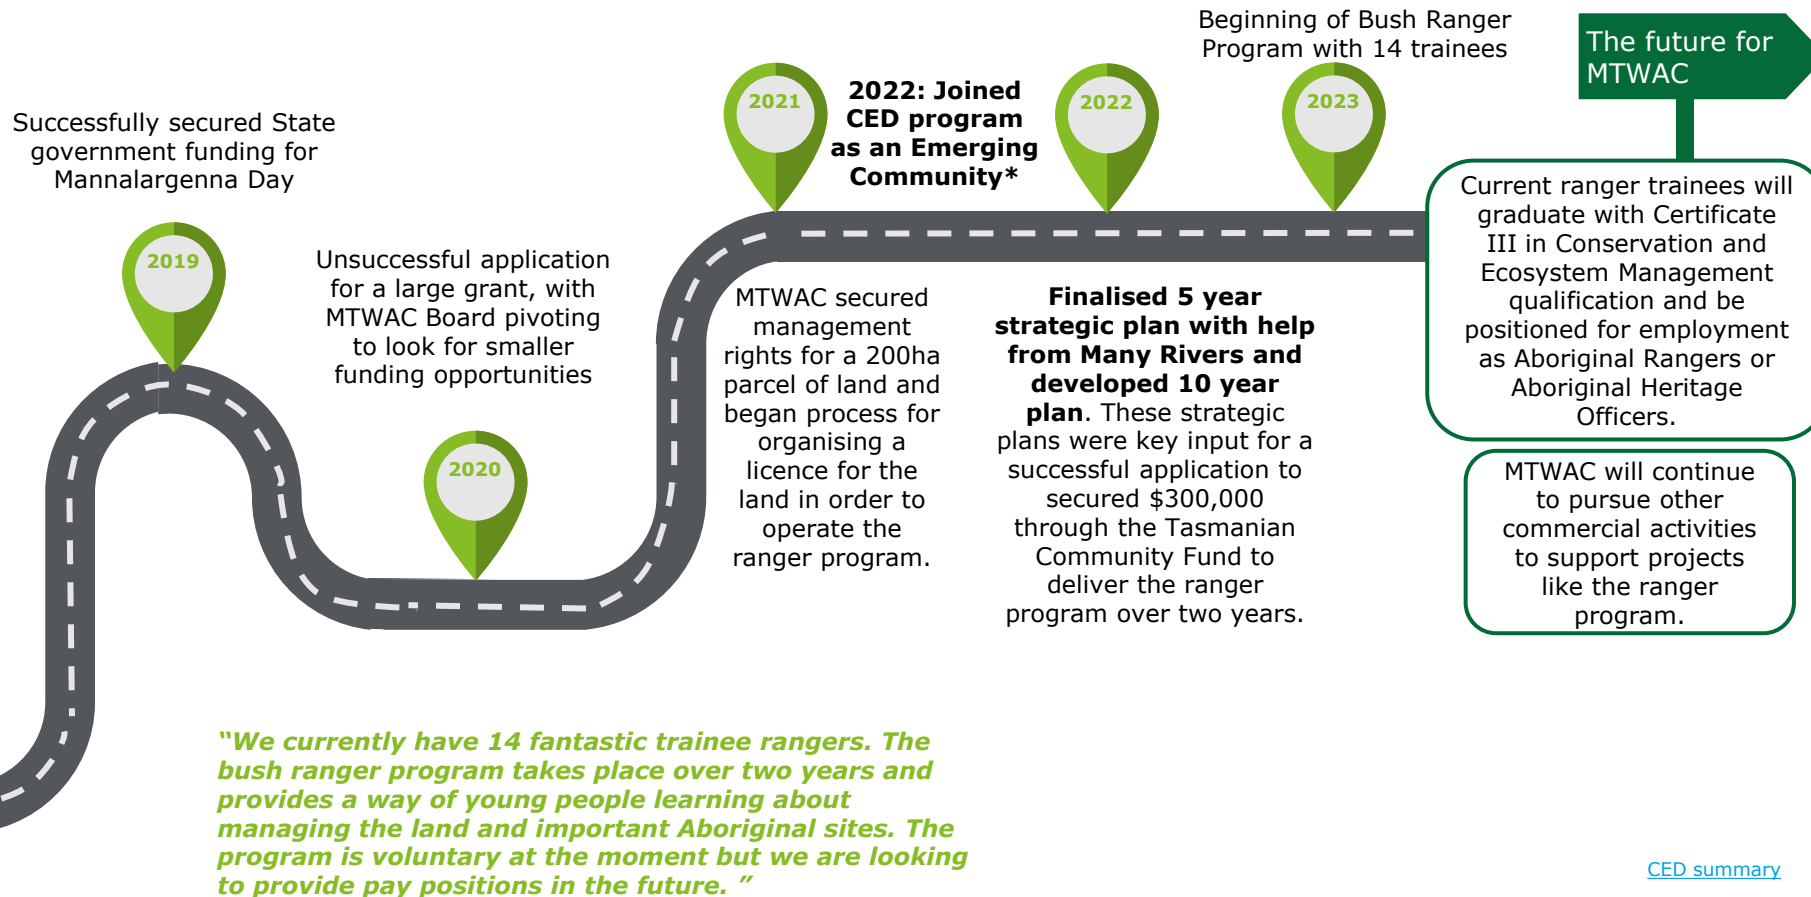 Successfully secured State
government funding for
Mannalargenna Day
2019
Unsuccessful application
for a large grant, with
MTWAC Board pivoting
to look for smaller
funding opportunities
2020
2021
MTWAC secured
management
rights for a 200ha
parcel of land and
began process for
organising a
licence for the
land in order to
operate the
ranger program.
2022: Joined
CED program
as an Emerging
Community*
2022
Finalised 5 year
strategic plan with help
from Many Rivers and
developed 10 year
plan. These strategic
plans were key input for a
successful application to
secured $300,000
through the Tasmanian
Community Fund to
deliver the ranger
program over two years.
Beginning of Bush Ranger
Program with 14 trainees
2023
The future for
MTWAC
Current ranger trainees will
graduate with Certificate
III in Conservation and
Ecosystem Management
qualification and be
positioned for employment
as Aboriginal Rangers or
Aboriginal Heritage
Officers.
MTWAC will continue
to pursue other
commercial activities
to support projects
like the ranger
program.
“We currently have 14 fantastic trainee rangers. The
bush ranger program takes place over two years and
provides a way of young people learning about
managing the land and important Aboriginal sites. The
program is voluntary at the moment but we are looking
to provide pay positions in the future. ”
CED summary